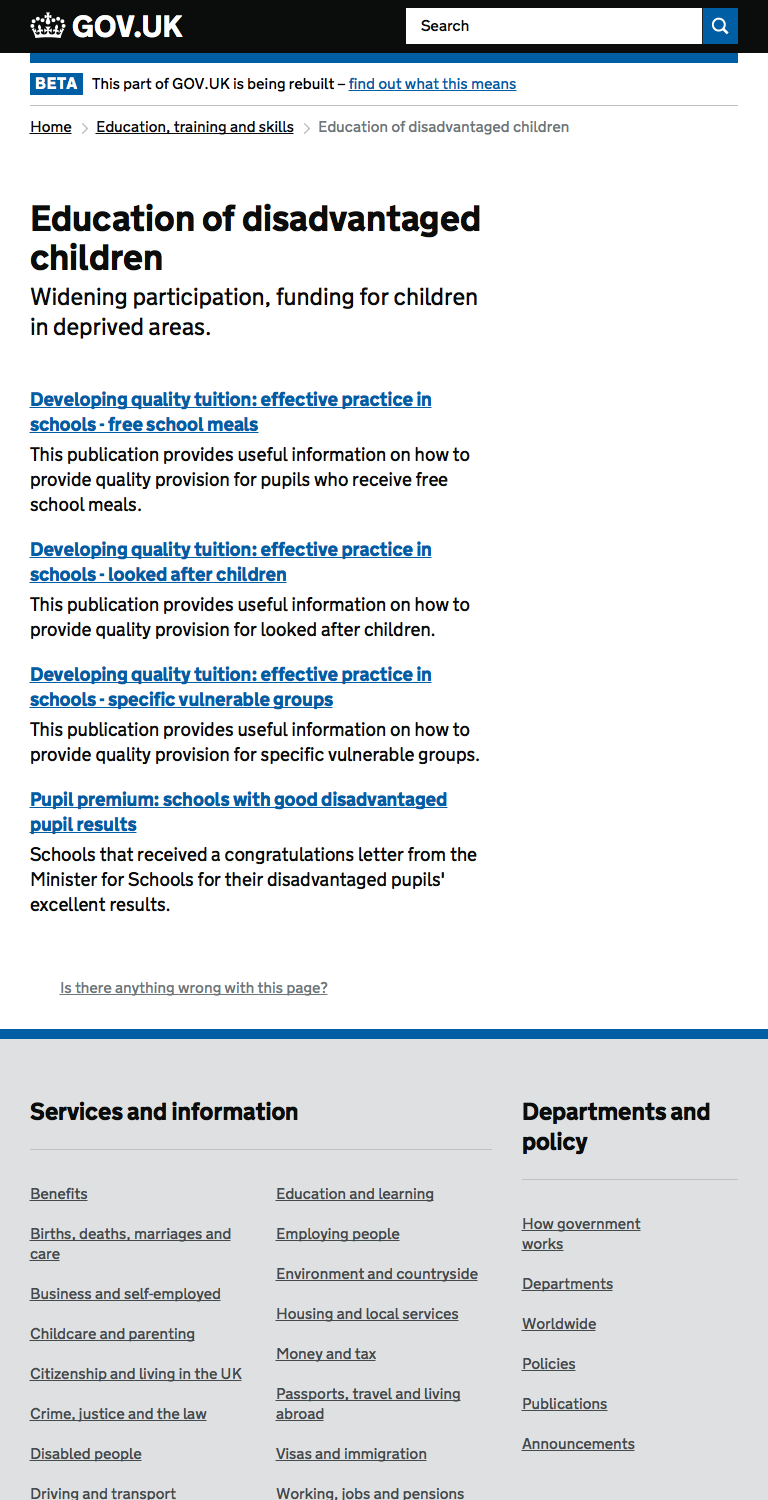 GOV.UK
Search
BETA This part of GOV.UK is being rebuilt – find out what this means
Home Education, training and skills Education of disadvantaged children
Education of disadvantaged
children
Widening participation, funding for children
in deprived areas.
Developing quality tuition: effective practice in
schools - free school meals
This publication provides useful information on how to
provide quality provision for pupils who receive free
school meals.
Developing quality tuition: effective practice in
schools - looked after children
This publication provides useful information on how to
provide quality provision for looked after children.
Developing quality tuition: effective practice in
schools - specific vulnerable groups
This publication provides useful information on how to
provide quality provision for specific vulnerable groups.
Pupil premium: schools with good disadvantaged
pupil results
Schools that received a congratulations letter from the
Minister for Schools for their disadvantaged pupils'
excellent results.
Is there anything wrong with this page?
Services and information
Benefits
Births, deaths, marriages and
care
Business and self-employed
Childcare and parenting
Citizenship and living in the UK
Crime, justice and the law
Disabled people
Driving and transport
Education and learning
Employing people
Environment and countryside
Housing and local services
Money and tax
Passports, travel and living
abroad
Visas and immigration
Working, jobs and pensions
Departments and
policy
How government
works
Departments
Worldwide
Policies
Publications
Announcements